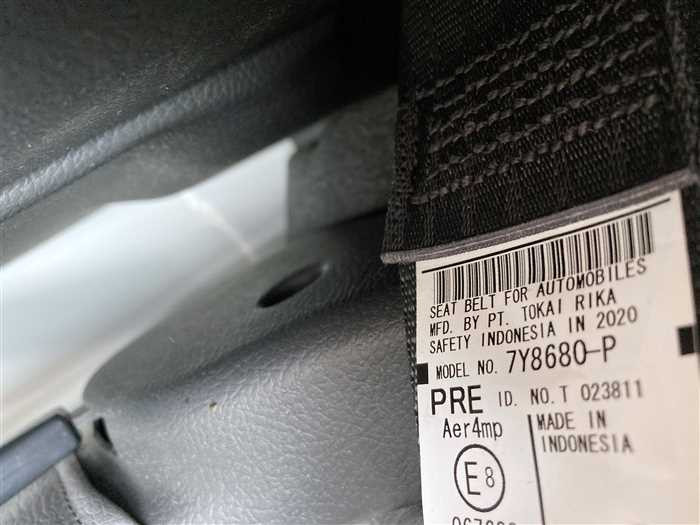 SEAT BELT FOR AUTOMOBILES
MFD. BY PT. TOKAI RIKA
SAFETY INDONESIA IN 2020
MODEL NO. 7Y8680-P
PRE ID. NO.T 023811
Aer4mp
MADE IN
INDONESIA
E8